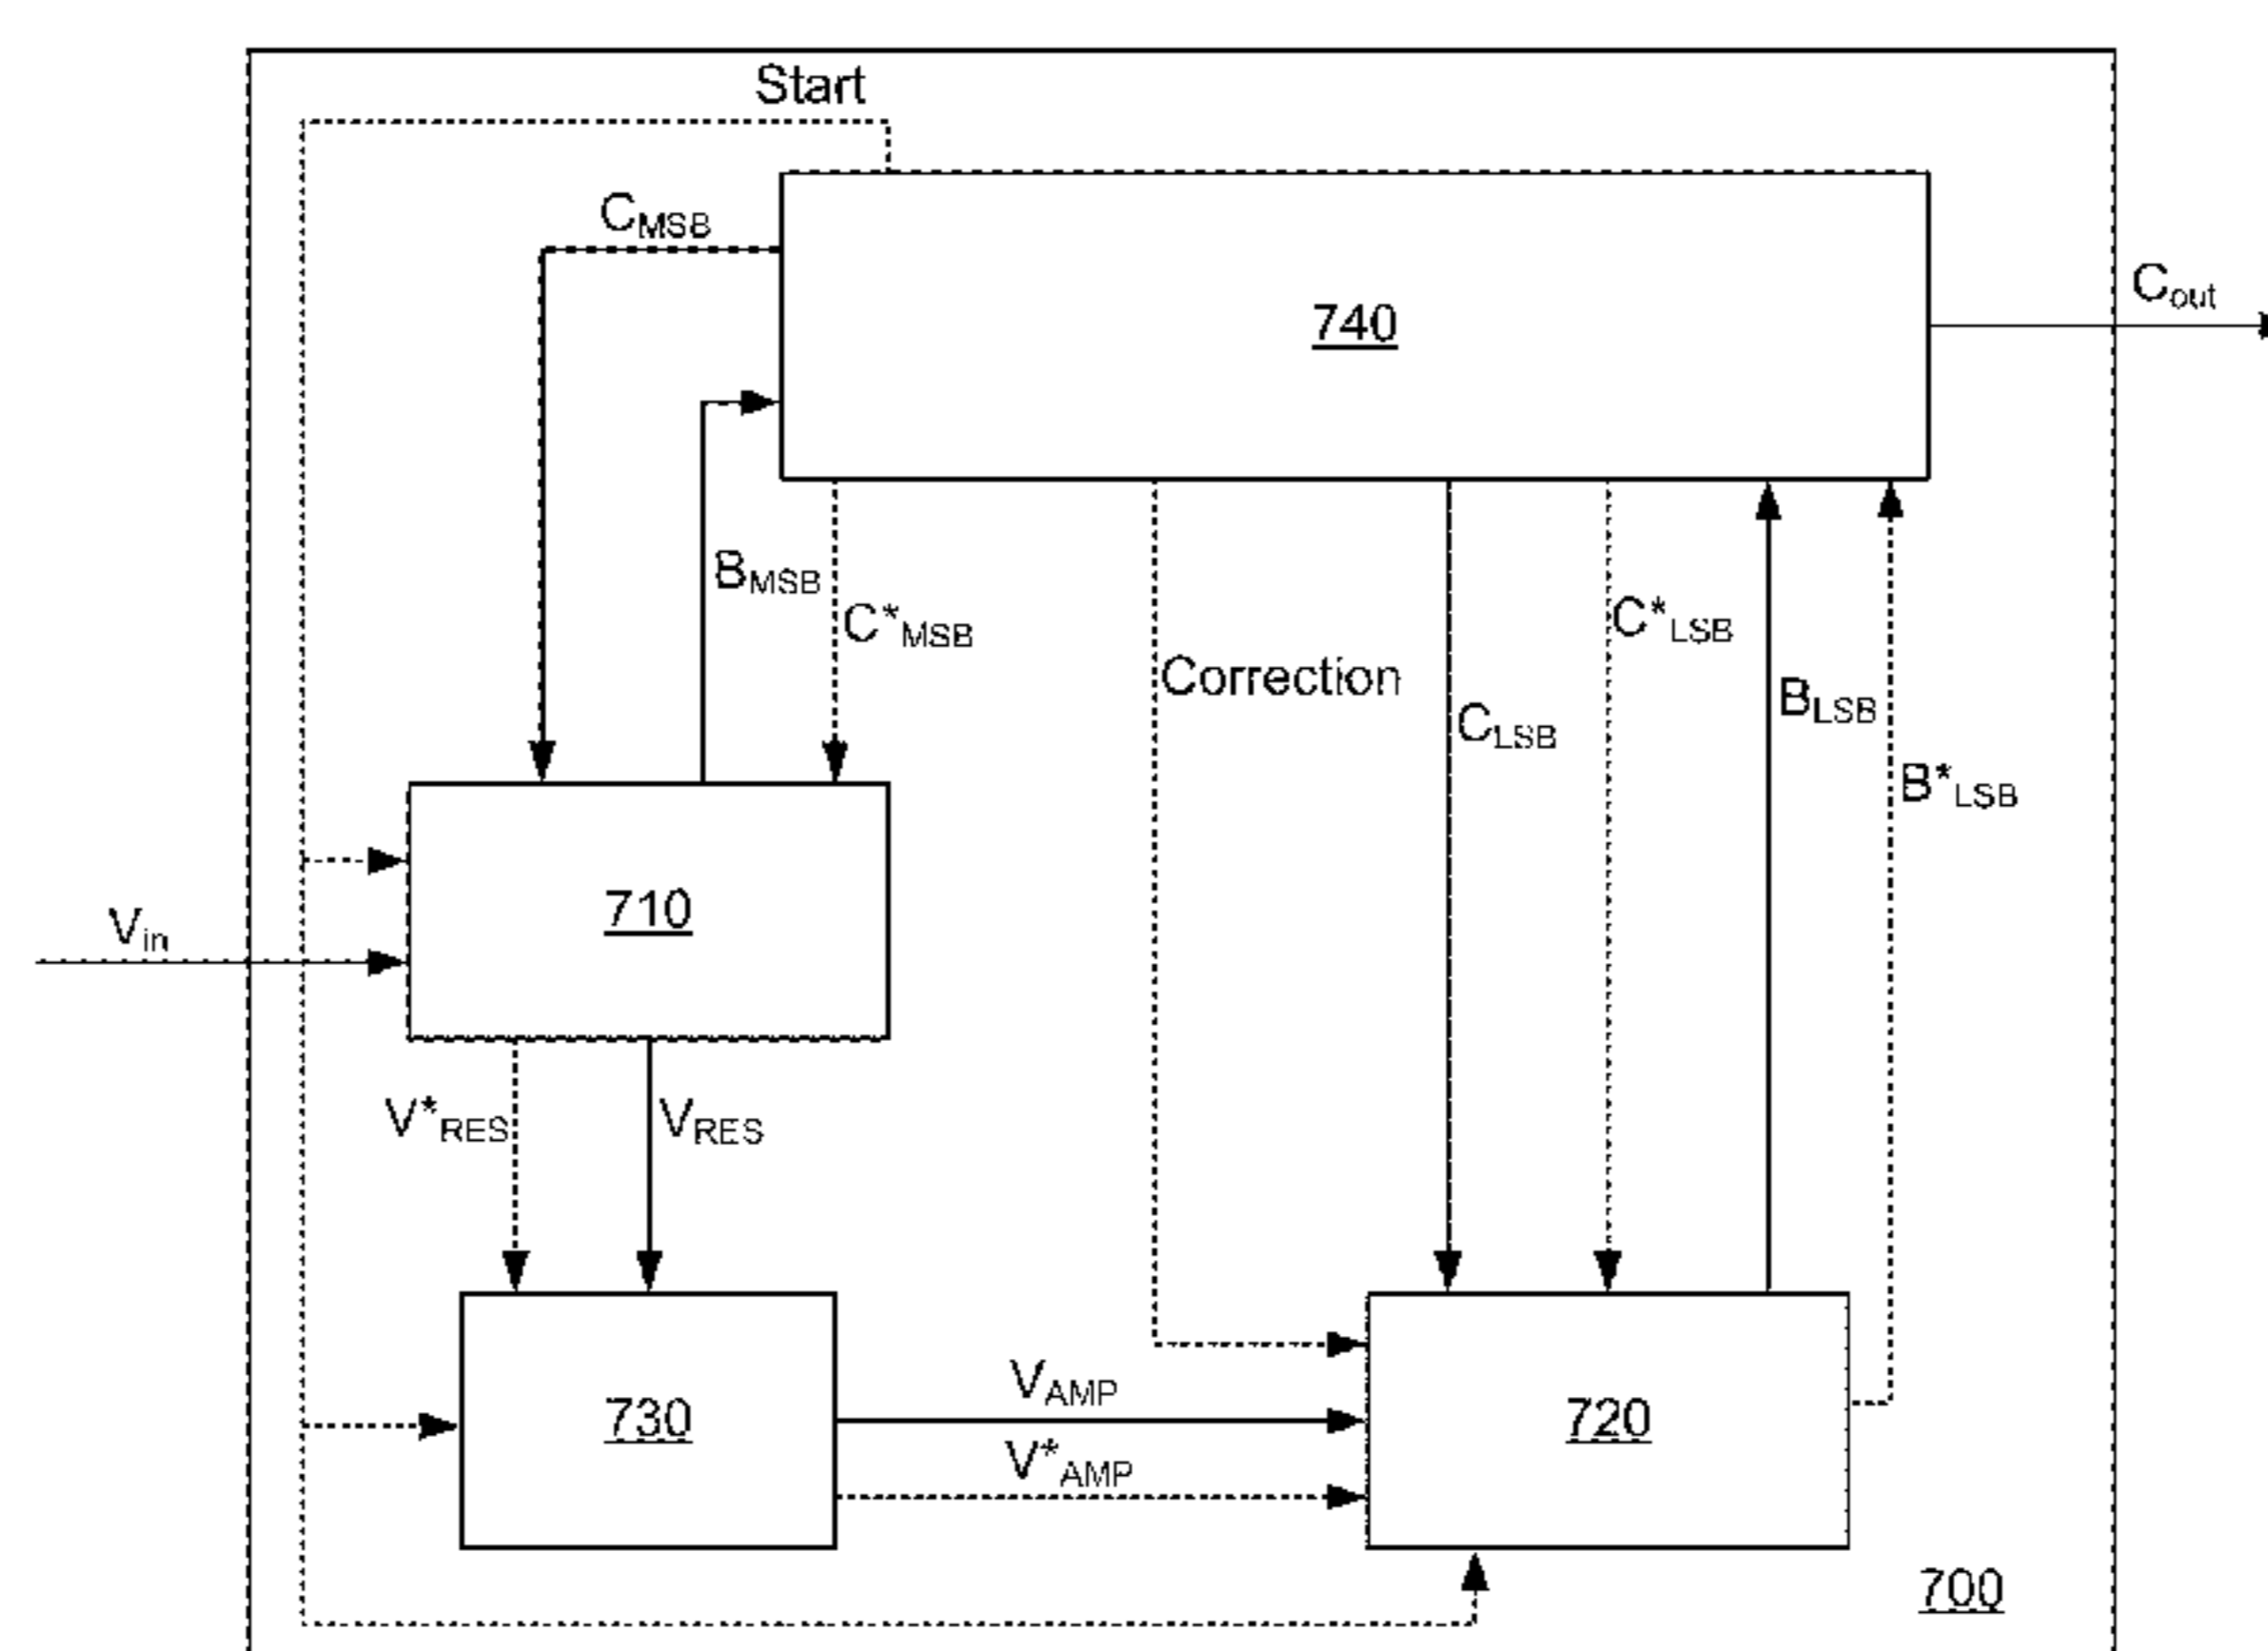 Start
C_MSB
740
C_out
B_MSB
C*_MSB
C*_LSB
Correction
B_LSB
C_LSB
B*_LSB
710
V_in
V*_RES
V_RES
V_AMP
730
720
V*_AMP
700